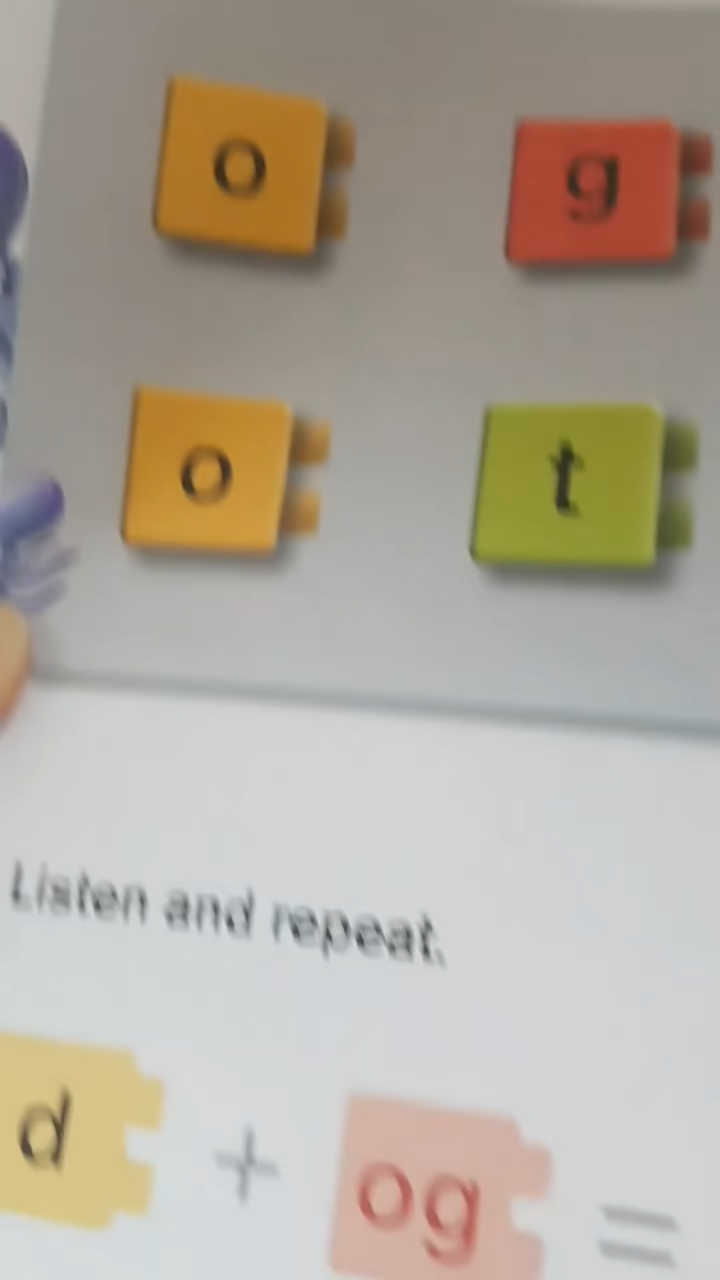 o g
o t
Listen and repeat.
d + og =